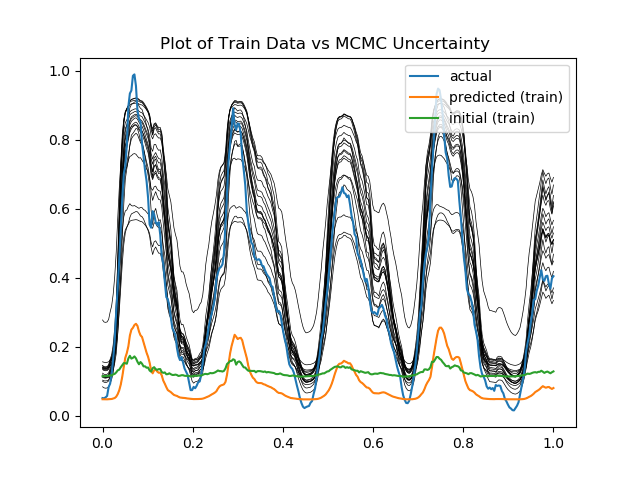 Plot of Train Data vs MCMC Uncertainty
actual
predicted (train)
initial (train)
1.0
0.8
0.6
0.4
0.2
0.0
0.0 0.2 0.4 0.6 0.8 1.0